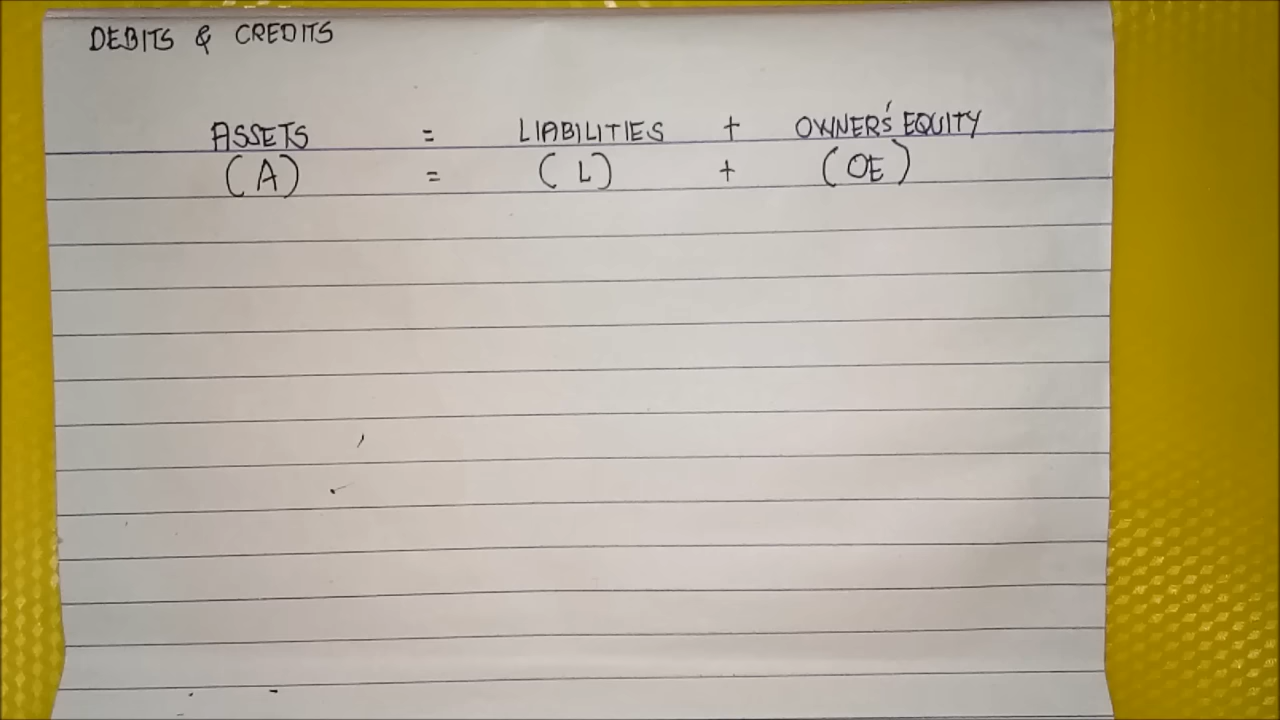 DEBITS & CREDITS
ASSETS = LIABILITIES + OWNER'S EQUITY
(A) = (L) + (OE)